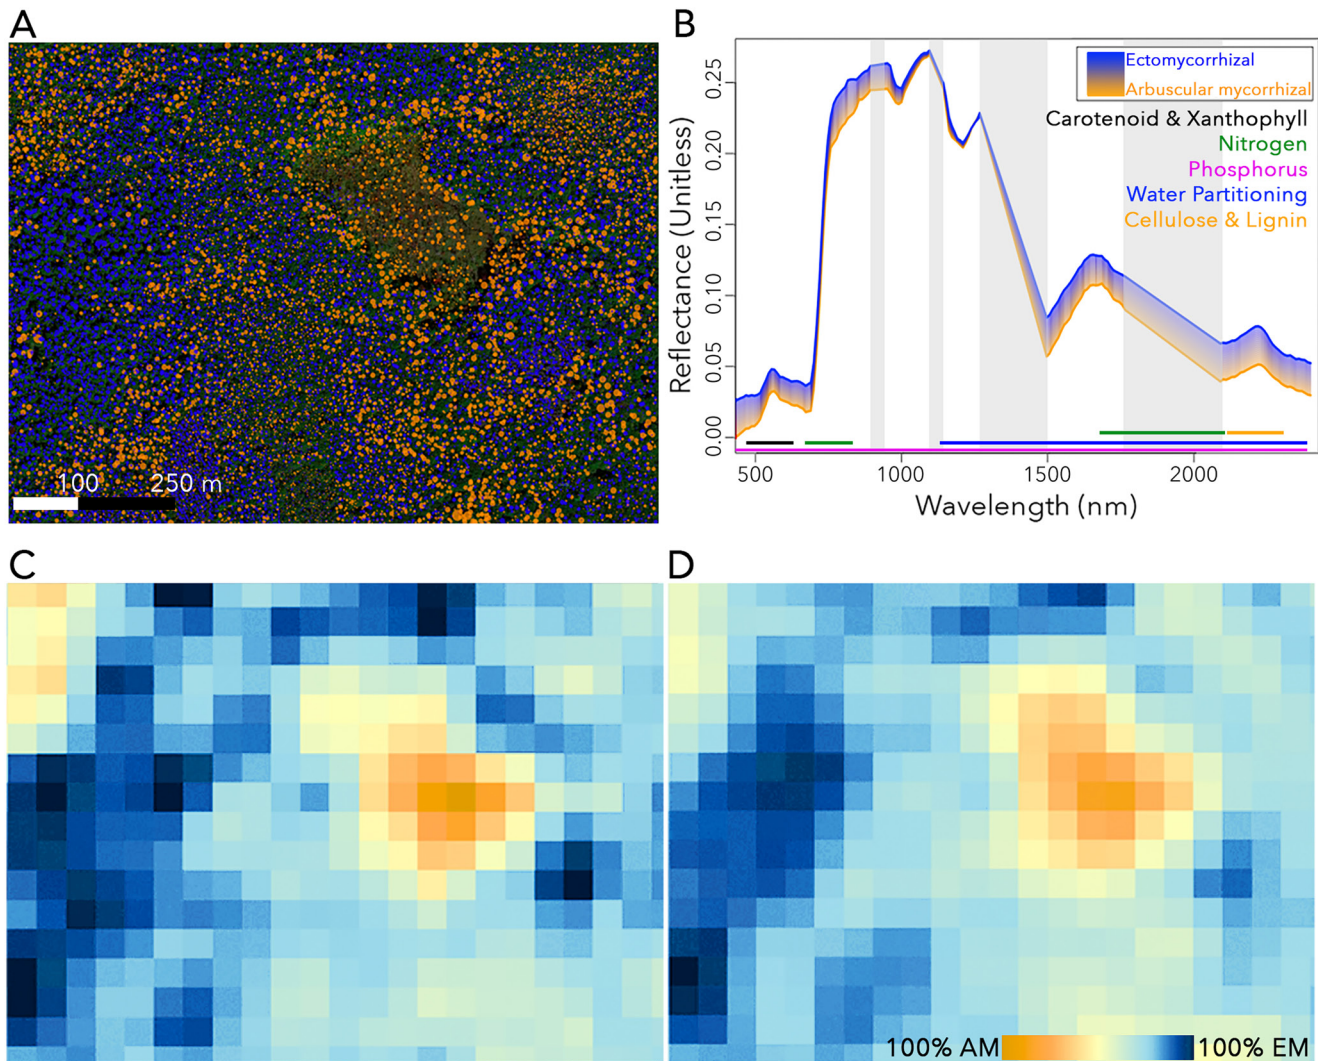 A
100 250 m
B
Reflectance (Unitless)
0.25
0.20
0.15
0.10
0.05
0.00
Ectomycorrhizal
Arbuscular mycorrhizal
Carotenoid & Xanthophyll
Nitrogen
Phosphorus
Water Partitioning
Cellulose & Lignin
500 1000 1500 2000
Wavelength (nm)
C
D
100% AM 100% EM